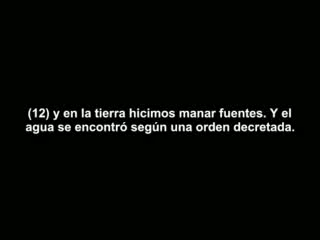 (12) y en la tierra hicimos manar fuentes. Y el
agua se encontró según una orden decretada.